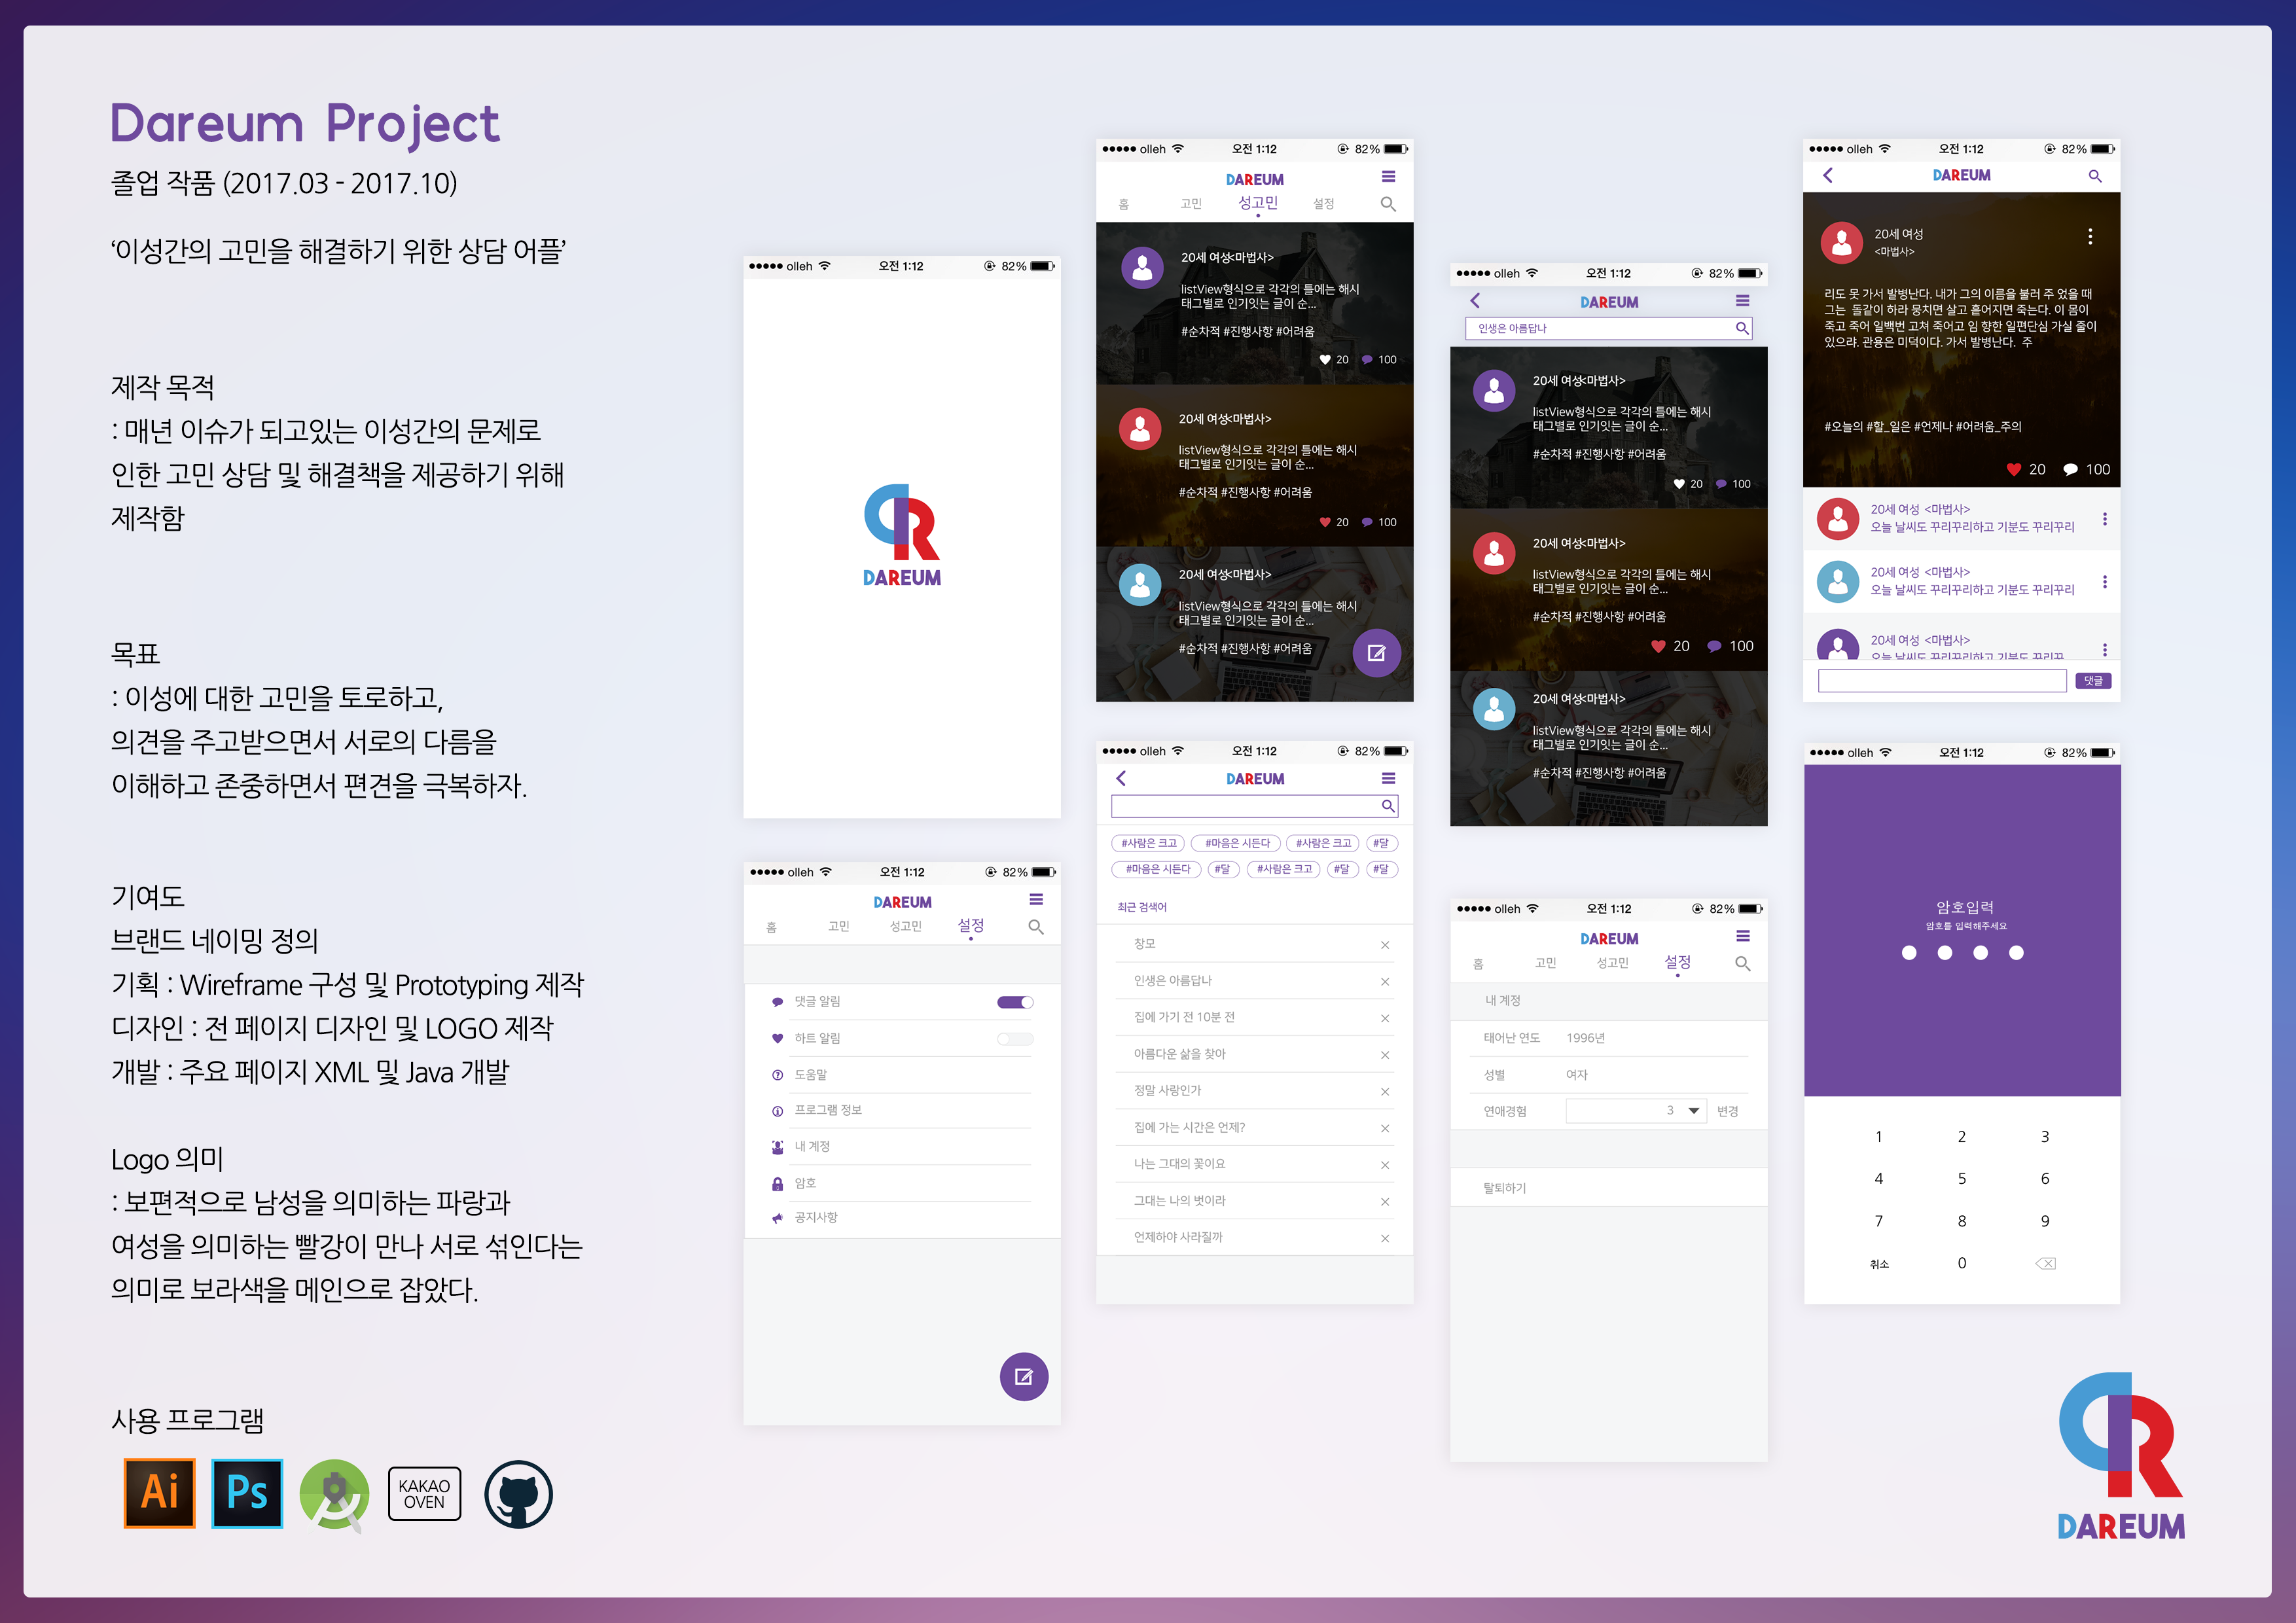 Dareum Project
졸업 작품 (2017.03 - 2017.10)
‘이성간의 고민을 해결하기 위한 상담 어플’
제작 목적
: 매년 이슈가 되고있는 이성간의 문제로
인한 고민 상담 및 해결책을 제공하기 위해
제작함
목표
: 이성에 대한 고민을 토로하고,
의견을 주고받으면서 서로의 다름을
이해하고 존중하면서 편견을 극복하자.
기여도
브랜드 네이밍 정의
기획 : Wireframe 구성 및 Prototyping 제작
디자인 : 전 페이지 디자인 및 LOGO 제작
개발 : 주요 페이지 XML 및 Java 개발
Logo 의미
: 보편적으로 남성을 의미하는 파랑과
여성을 의미하는 빨강이 만나 서로 섞인다는
의미로 보라색을 메인으로 잡았다.
사용 프로그램
Ai Ps KAKAO
OVEN
olleh 오전 1:12 82%
DAREUM
olleh 오전 1:12 82%
DAREUM
홈 고민 성고민 설정
댓글 알림
하트 알림
도움말
프로그램 정보
내 계정
암호
공지사항
olleh 오전 1:12 82%
DAREUM
홈 고민 성고민 설정
20세 여성<마법사>
listView형식으로 각각의 틀에는 해시
태그별로 인기잇는 글이 순...
#순차적 #진행사항 #어려움
20 100
20세 여성<마법사>
listView형식으로 각각의 틀에는 해시
태그별로 인기잇는 글이 순...
#순차적 #진행사항 #어려움
20 100
20세 여성<마법사>
listView형식으로 각각의 틀에는 해시
태그별로 인기잇는 글이 순...
#순차적 #진행사항 #어려움
olleh 오전 1:12 82%
DAREUM
#사람은 크고 #마음은 시든다 #사람은 크고 #달
#마음은 시든다 #달 #사람은 크고 #달 #달
최근 검색어
창모
인생은 아름답나
집에 가기 전 10분 전
아름다운 삶을 찾아
정말 사랑인가
집에 가는 시간은 언제?
나는 그대의 꽃이요
그대는 나의 벗이라
언제하야 사라질까
olleh 오전 1:12 82%
DAREUM
인생은 아름답나
20세 여성<마법사>
listView형식으로 각각의 틀에는 해시
태그별로 인기잇는 글이 순...
#순차적 #진행사항 #어려움
20 100
20세 여성<마법사>
listView형식으로 각각의 틀에는 해시
태그별로 인기잇는 글이 순...
#순차적 #진행사항 #어려움
20 100
20세 여성<마법사>
listView형식으로 각각의 틀에는 해시
태그별로 인기잇는 글이 순...
#순차적 #진행사항 #어려움
olleh 오전 1:12 82%
DAREUM
홈 고민 성고민 설정
내 계정
태어난 연도 1996년
성별 여자
연애경험 3 변경
탈퇴하기
olleh 오전 1:12 82%
DAREUM
20세 여성
<마법사>
리도 못 가서 발병난다. 내가 그의 이름을 불러 주 었을 때
그는 돌같이 하라 뭉치면 살고 흩어지면 죽는다. 이 몸이
죽고 죽어 일백번 고쳐 죽어고 임 향한 일편단심 가실 줄이
있으랴. 관용은 미덕이다. 가서 발병난다. 주
#오늘의 #할_일은 #언제나 #어려움_주의
20 100
20세 여성 <마법사>
오늘 날씨도 꾸리꾸리하고 기분도 꾸리꾸리
20세 여성 <마법사>
오늘 날씨도 꾸리꾸리하고 기분도 꾸리꾸리
20세 여성 <마법사>
오늘 날씨도 꾸리꾸리하고 기분도 꾸리꾸
댓글
olleh 오전 1:12 82%
암호입력
암호를 입력해주세요
1 2 3
4 5 6
7 8 9
취소 0
DAREUM